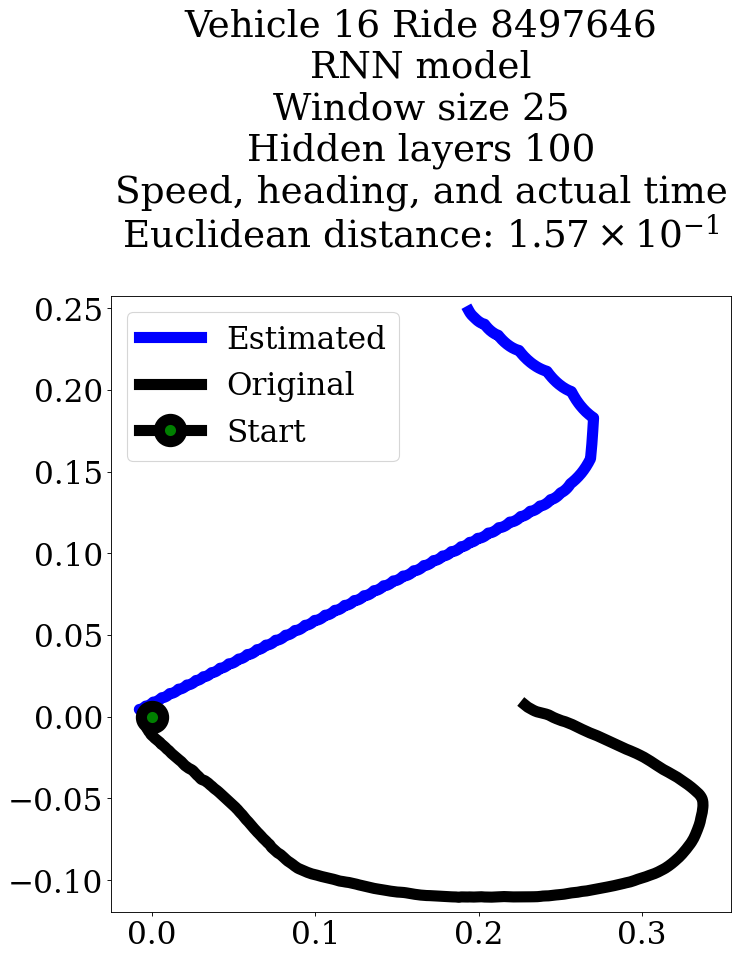 Vehicle 16 Ride 8497646
RNN model
Window size 25
Hidden layers 100
Speed, heading, and actual time
Euclidean distance: 1.57 × 10⁻¹
Estimated
Original
Start
0.25
0.20
0.15
0.10
0.05
0.00
−0.05
−0.10
0.0 0.1 0.2 0.3